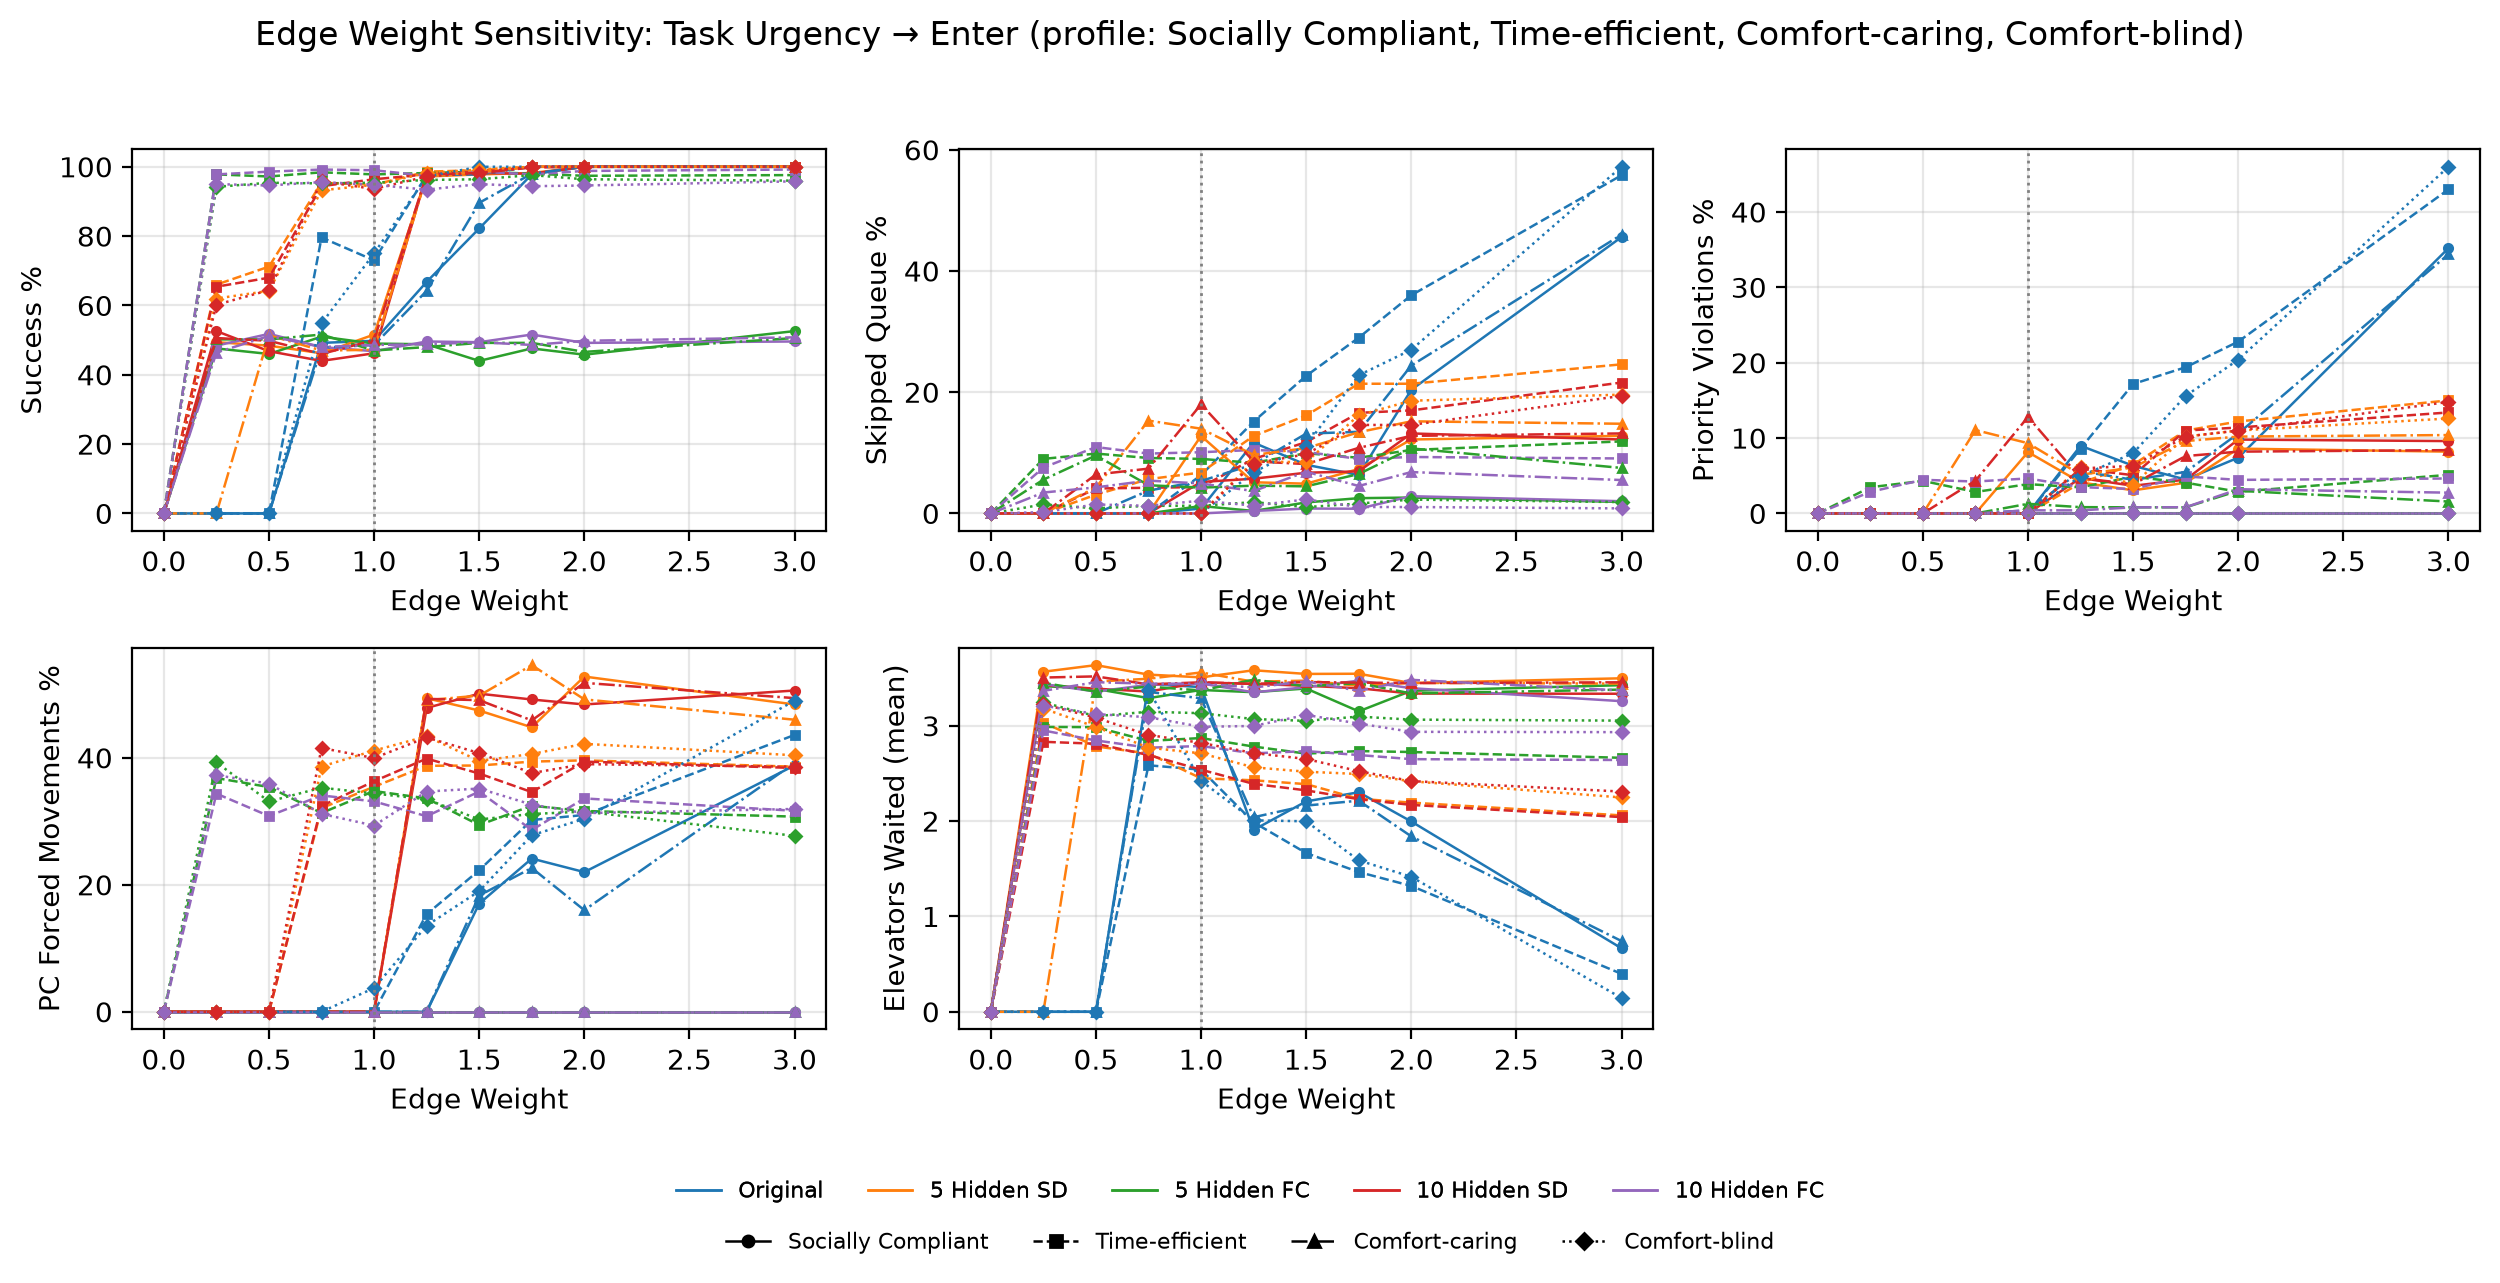 Edge Weight Sensitivity: Task Urgency → Enter (profile: Socially Compliant, Time-efficient, Comfort-caring, Comfort-blind)
Success %
100
80
60
40
20
0
0.0 0.5 1.0 1.5 2.0 2.5 3.0
Edge Weight
Skipped Queue %
60
40
20
0
0.0 0.5 1.0 1.5 2.0 2.5 3.0
Edge Weight
Priority Violations %
40
30
20
10
0
0.0 0.5 1.0 1.5 2.0 2.5 3.0
Edge Weight
PC Forced Movements %
40
20
0
0.0 0.5 1.0 1.5 2.0 2.5 3.0
Edge Weight
Elevators Waited (mean)
3
2
1
0
0.0 0.5 1.0 1.5 2.0 2.5 3.0
Edge Weight
Original 5 Hidden SD 5 Hidden FC 10 Hidden SD 10 Hidden FC
Socially Compliant Time-efficient Comfort-caring Comfort-blind